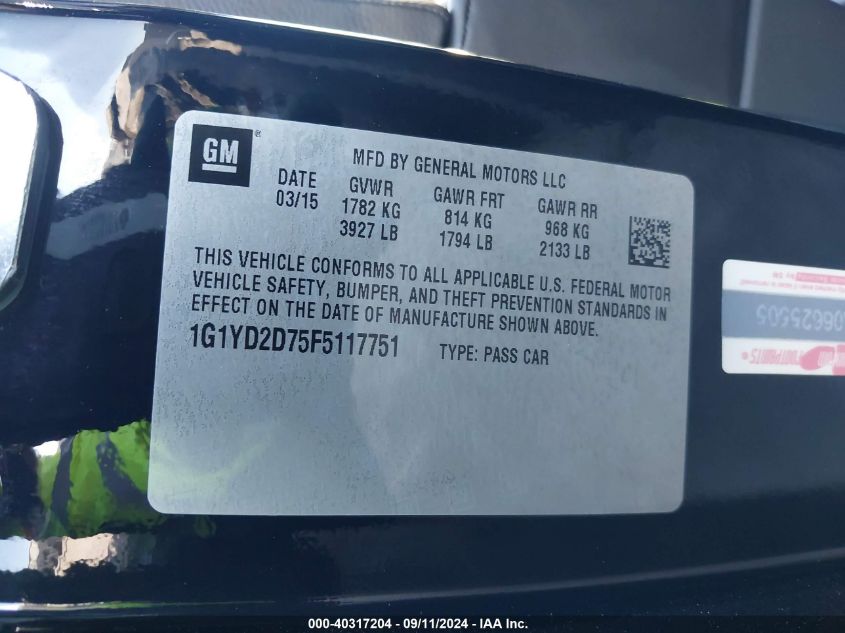 GM
MFD BY GENERAL MOTORS LLC
DATE GVWR GAWR FRT GAWR RR
03/15 1782 KG 814 KG 968 KG
3927 LB 1794 LB 2133 LB
THIS VEHICLE CONFORMS TO ALL APPLICABLE U.S. FEDERAL MOTOR
VEHICLE SAFETY, BUMPER, AND THEFT PREVENTION STANDARDS IN
EFFECT ON THE DATE OF MANUFACTURE SHOWN ABOVE.
1G1YD2D75F5117751 TYPE: PASS CAR
000-40317204 - 09/11/2024 - IAA Inc.